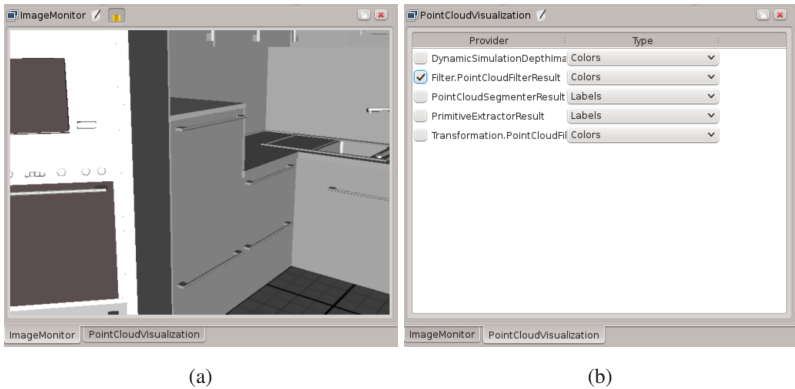 ImageMonitor
PointCloudVisualization
Provider Type
DynamicSimulationDepthIma Colors
Filter.PointCloudFilterResult Colors
PointCloudSegmenterResult Labels
PrimitiveExtractorResult Labels
Transformation.PointCloudFil Colors
ImageMonitor PointCloudVisualization
ImageMonitor PointCloudVisualization
(a)
(b)